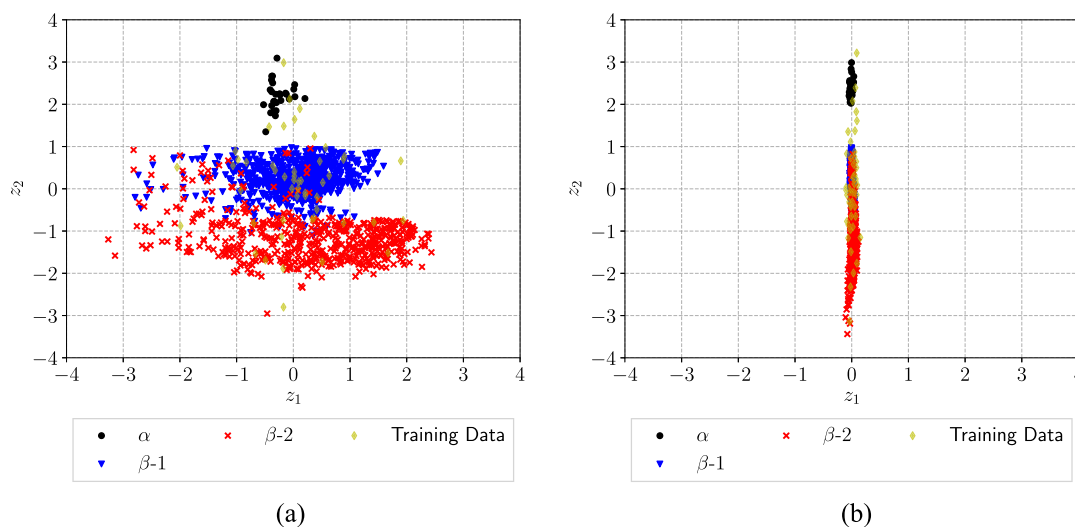 4
3
2
1
0
−1
−2
−3
−4
z₂
−4 −3 −2 −1 0 1 2 3 4
z₁
α β-2 Training Data
β-1
(a)
4
3
2
1
0
−1
−2
−3
−4
z₂
−4 −3 −2 −1 0 1 2 3 4
z₁
α β-2 Training Data
β-1
(b)